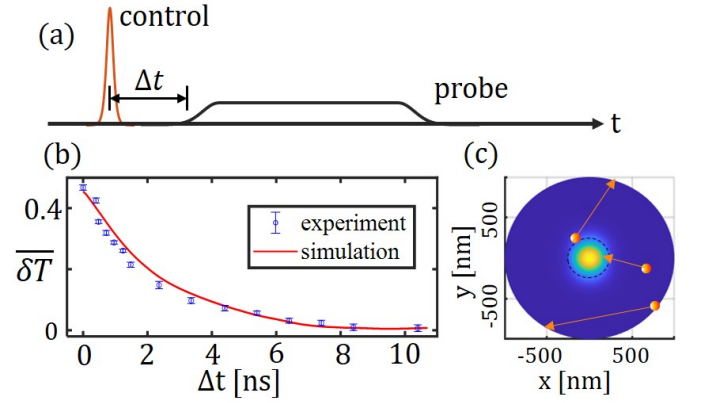 (a)
control
Δt
probe
t
(b)
(c)
0.4
0
δT
experiment
simulation
0 2 4 6 8 10
Δt [ns]
500
-500
y [nm]
-500 500
x [nm]